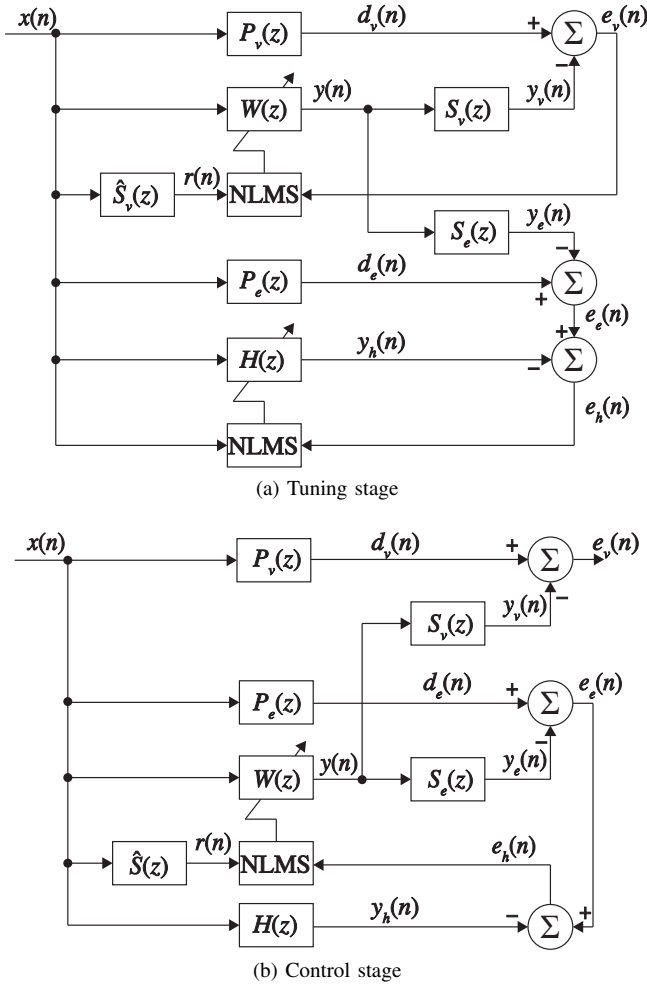 x(n)
P_v(z)
d_v(n)
+
Σ
e_v(n)
−
W(z)
y(n)
S_v(z)
y_v(n)
Ŝ_v(z)
r(n)
NLMS
S_e(z)
y_e(n)
−
P_e(z)
d_e(n)
+
Σ
e_e(n)
+
H(z)
y_h(n)
−
Σ
e_h(n)
NLMS
(a) Tuning stage
x(n)
P_v(z)
d_v(n)
+
Σ
e_v(n)
−
S_v(z)
y_v(n)
P_e(z)
d_e(n)
+
Σ
e_e(n)
−
W(z)
y(n)
S_e(z)
y_e(n)
Ŝ(z)
r(n)
NLMS
e_h(n)
H(z)
y_h(n)
−
Σ
+
(b) Control stage